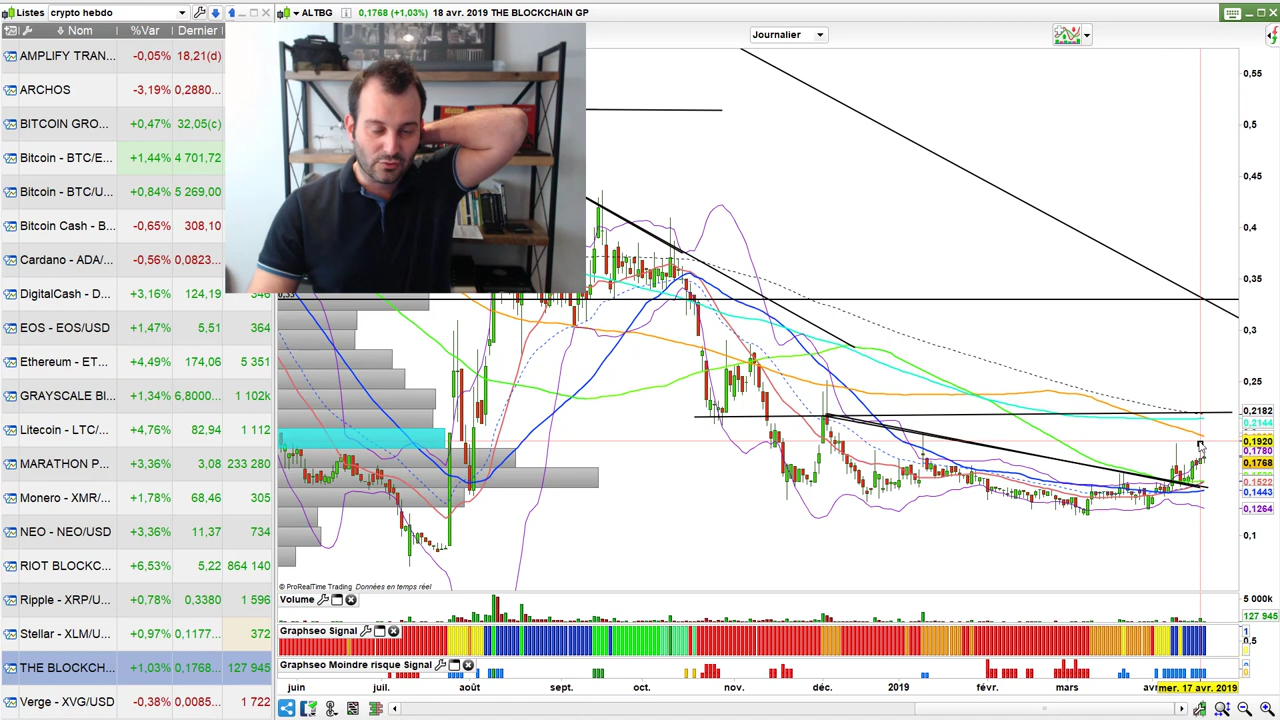 Listes crypto hebdo
Nom %Var Dernier
AMPLIFY TRAN... -0,05% 18,21(d)
ARCHOS -3,19% 0,2880...
BITCOIN GRO... +0,47% 32,05(c)
Bitcoin - BTC/E... +1,44% 4 701,72
Bitcoin - BTC/U... +0,84% 5 269,00
Bitcoin Cash - B... -0,65% 308,10
Cardano - ADA/... -0,56% 0,0823...
DigitalCash - D... +3,16% 124,19 346
EOS - EOS/USD +1,47% 5,51 364
Ethereum - ET... +4,49% 174.06 5 351
GRAYSCALE BI... +1,34% 6,8000... 1 102k
Litecoin - LTC/... +4,76% 82,94 1 112
MARATHON P... +3,36% 3,08 233 280
Monero - XMR/... +1,78% 68,46 305
NEO - NEO/USD +3,36% 11,37 734
RIOT BLOCKC... +6,53% 5,22 864 140
Ripple - XRP/U... +0,78% 0,3380 1 596
Stellar - XLM/U... +0,97% 0,1177... 372
THE BLOCKCH... +1,03% 0,1768... 127 945
Verge - XVG/USD -0,38% 0,0085... 1 722
ALTBG 0,1768 (+1,03%) 18 avr. 2019 THE BLOCKCHAIN GP
Journalier
0,55
0,5
0,45
0,4
0,35
0,3
0,25
0,2182
0,2144
0,1920
0,1780
0,1768
0,1522
0,1443
0,1264
0,1
0,33
© ProRealTime Trading Données en temps réel
Volume
5 000k
127 945
Graphseo Signal
1
0,5
Graphseo Moindre risque Signal
juin juil. août sept. oct. nov. déc. 2019 févr. mars avr mer. 17 avr. 2019